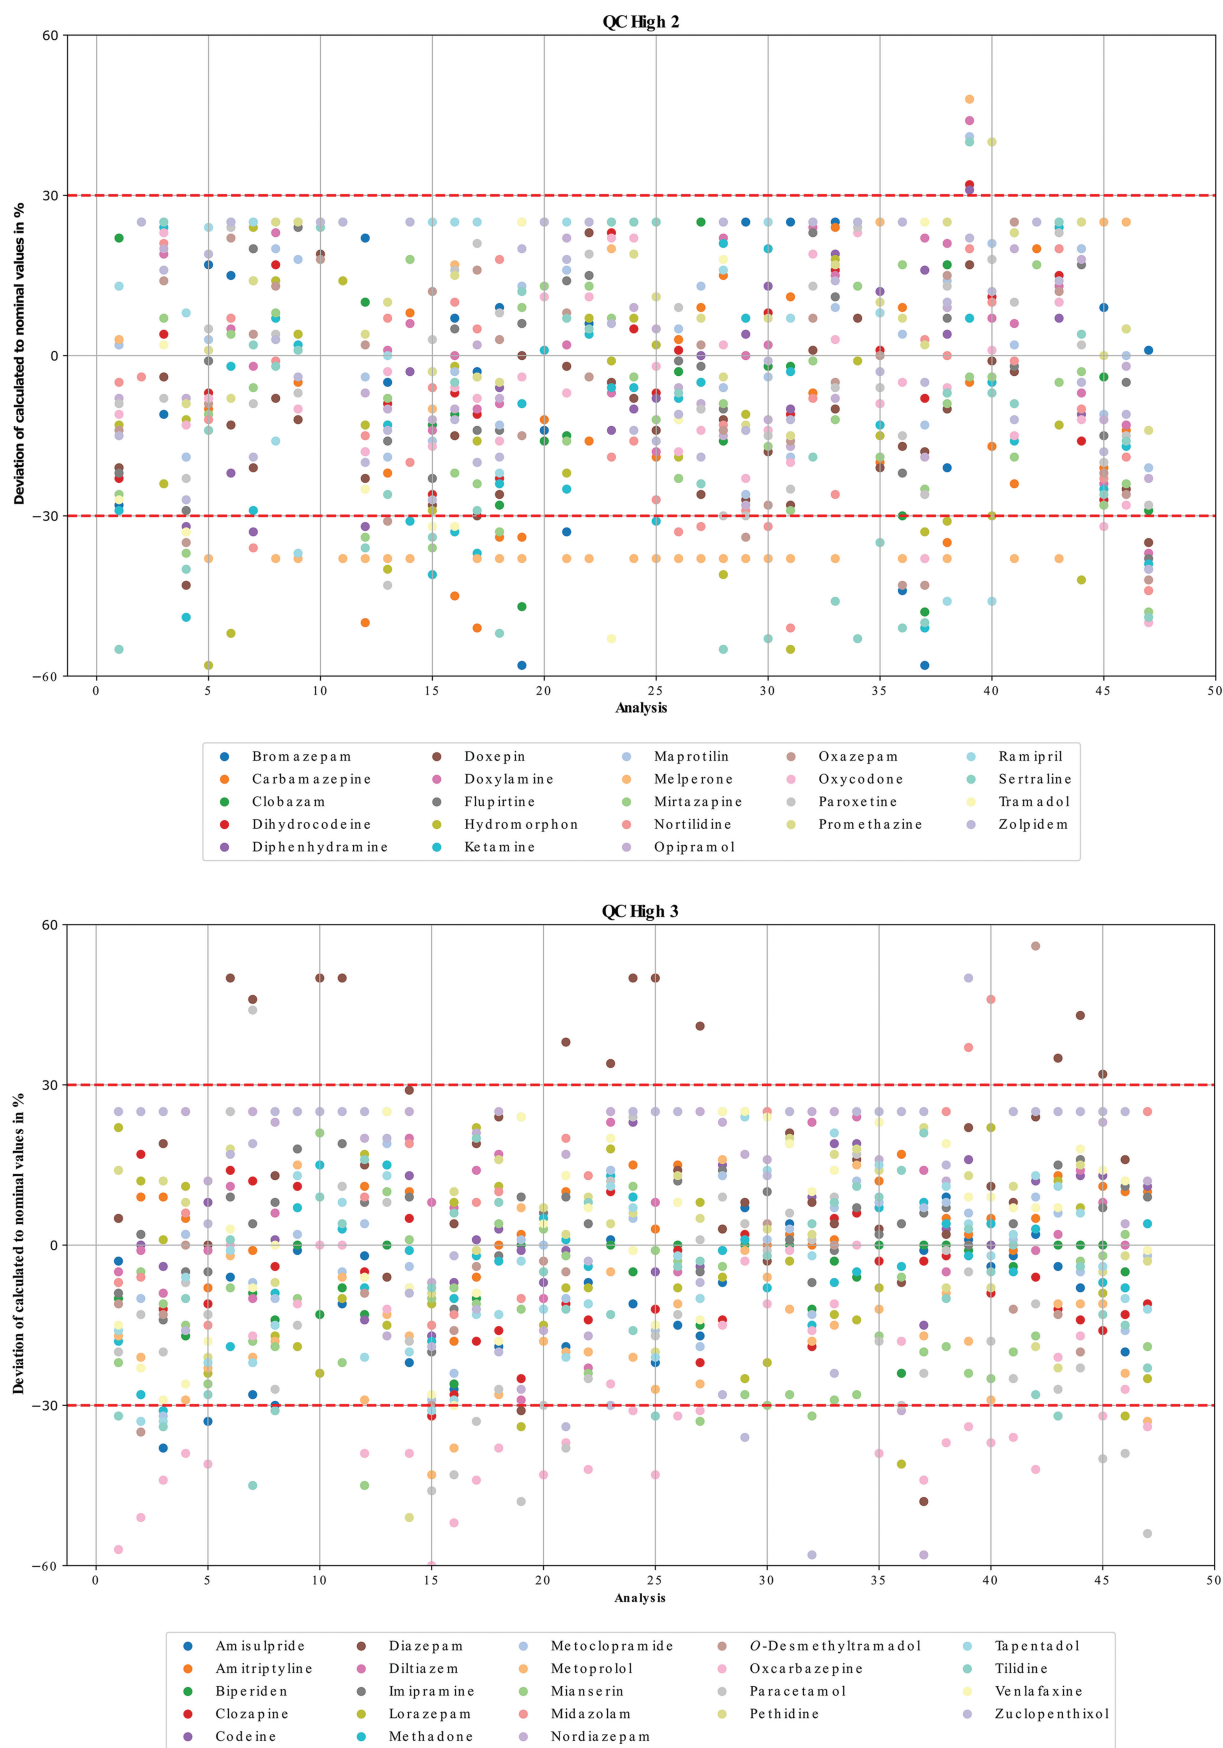 QC High 2
60
30
0
−30
−60
Deviation of calculated to nominal values in %
0 5 10 15 20 25 30 35 40 45 50
Analysis
Bromazepam Doxepin Maprotilin Oxazepam Ramipril
Carbamazepine Doxylamine Melperone Oxycodone Sertraline
Clobazam Flupirtine Mirtazapine Paroxetine Tramadol
Dihydrocodeine Hydromorphon Nortilidine Promethazine Zolpidem
Diphenhydramine Ketamine Opipramol
QC High 3
60
30
0
−30
−60
Deviation of calculated to nominal values in %
0 5 10 15 20 25 30 35 40 45 50
Analysis
Amisulpride Diazepam Metoclopramide O-Desmethyltramadol Tapentadol
Amitriptyline Diltiazem Metoprolol Oxcarbazepine Tilidine
Biperiden Imipramine Mianserin Paracetamol Venlafaxine
Clozapine Lorazepam Midazolam Pethidine Zuclopenthixol
Codeine Methadone Nordiazepam